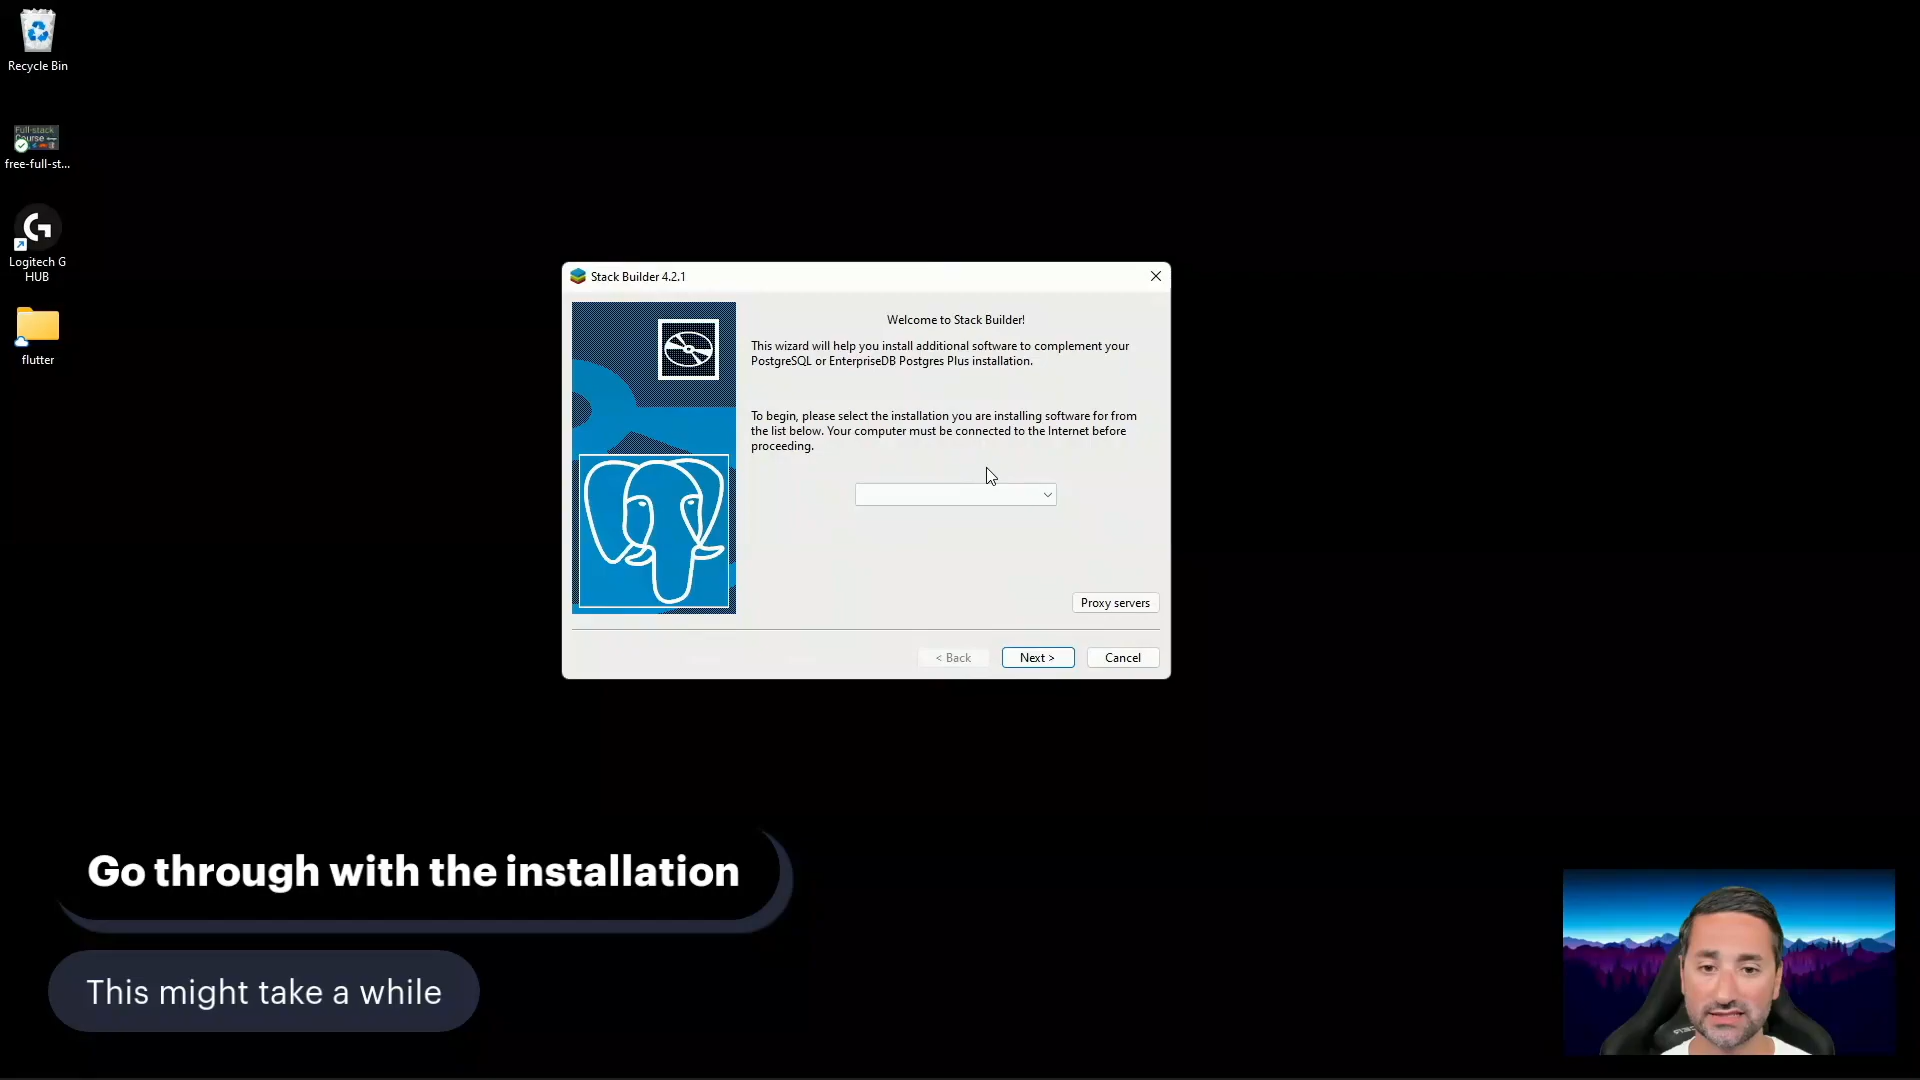 Recycle Bin
Full-stack
Course
free-full-st...
Logitech G
HUB
flutter
Stack Builder 4.2.1
Welcome to Stack Builder!
This wizard will help you install additional software to complement your
PostgreSQL or EnterpriseDB Postgres Plus installation.
To begin, please select the installation you are installing software for from
the list below. Your computer must be connected to the Internet before
proceeding.
Proxy servers
< Back
Next >
Cancel
Go through with the installation
This might take a while